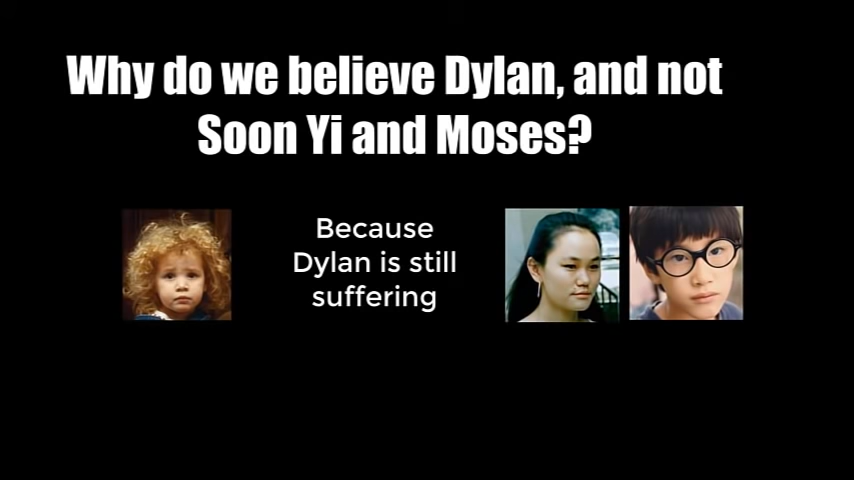 Why do we believe Dylan, and not
Soon Yi and Moses?
Because
Dylan is still
suffering